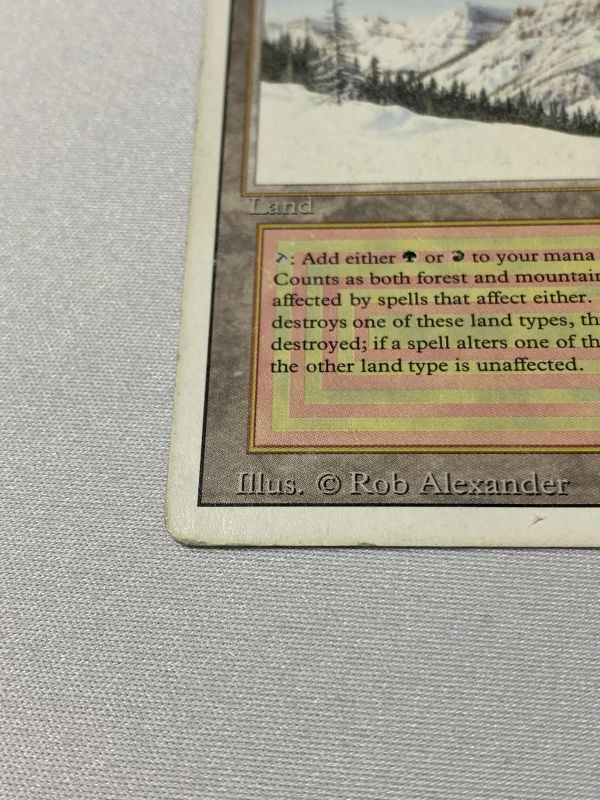 Land
: Add either or to your mana
Counts as both forest and mountain
affected by spells that affect either.
destroys one of these land types, th
destroyed; if a spell alters one of th
the other land type is unaffected.
Illus. © Rob Alexander